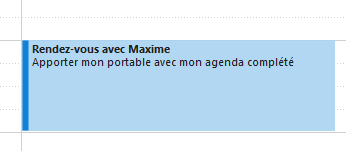 Rendez-vous avec Maxime
Apporter mon portable avec mon agenda complété